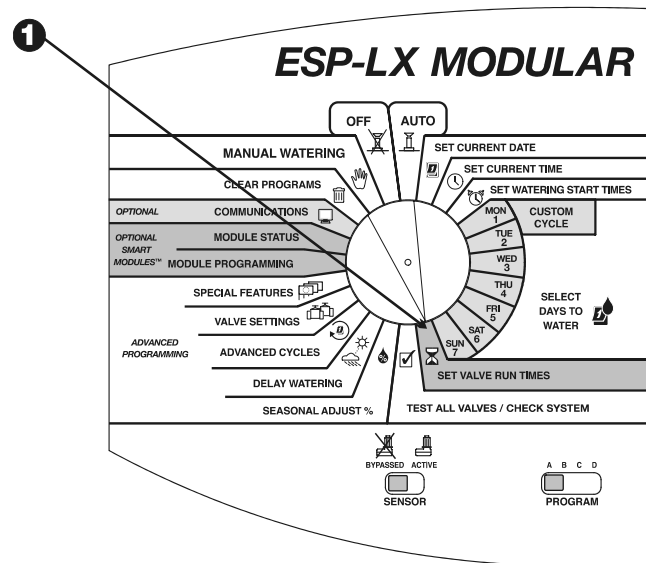 1
ESP-LX MODULAR
OFF
AUTO
MANUAL WATERING
CLEAR PROGRAMS
OPTIONAL
COMMUNICATIONS
OPTIONAL
SMART
MODULES™
MODULE STATUS
MODULE PROGRAMMING
SPECIAL FEATURES
VALVE SETTINGS
ADVANCED
PROGRAMMING
ADVANCED CYCLES
DELAY WATERING
SEASONAL ADJUST %
SET CURRENT DATE
SET CURRENT TIME
SET WATERING START TIMES
MON
1
TUE
2
WED
3
THU
4
FRI
5
SAT
6
SUN
7
CUSTOM
CYCLE
SELECT
DAYS TO
WATER
SET VALVE RUN TIMES
TEST ALL VALVES / CHECK SYSTEM
BYPASSED ACTIVE
SENSOR
A B C D
PROGRAM